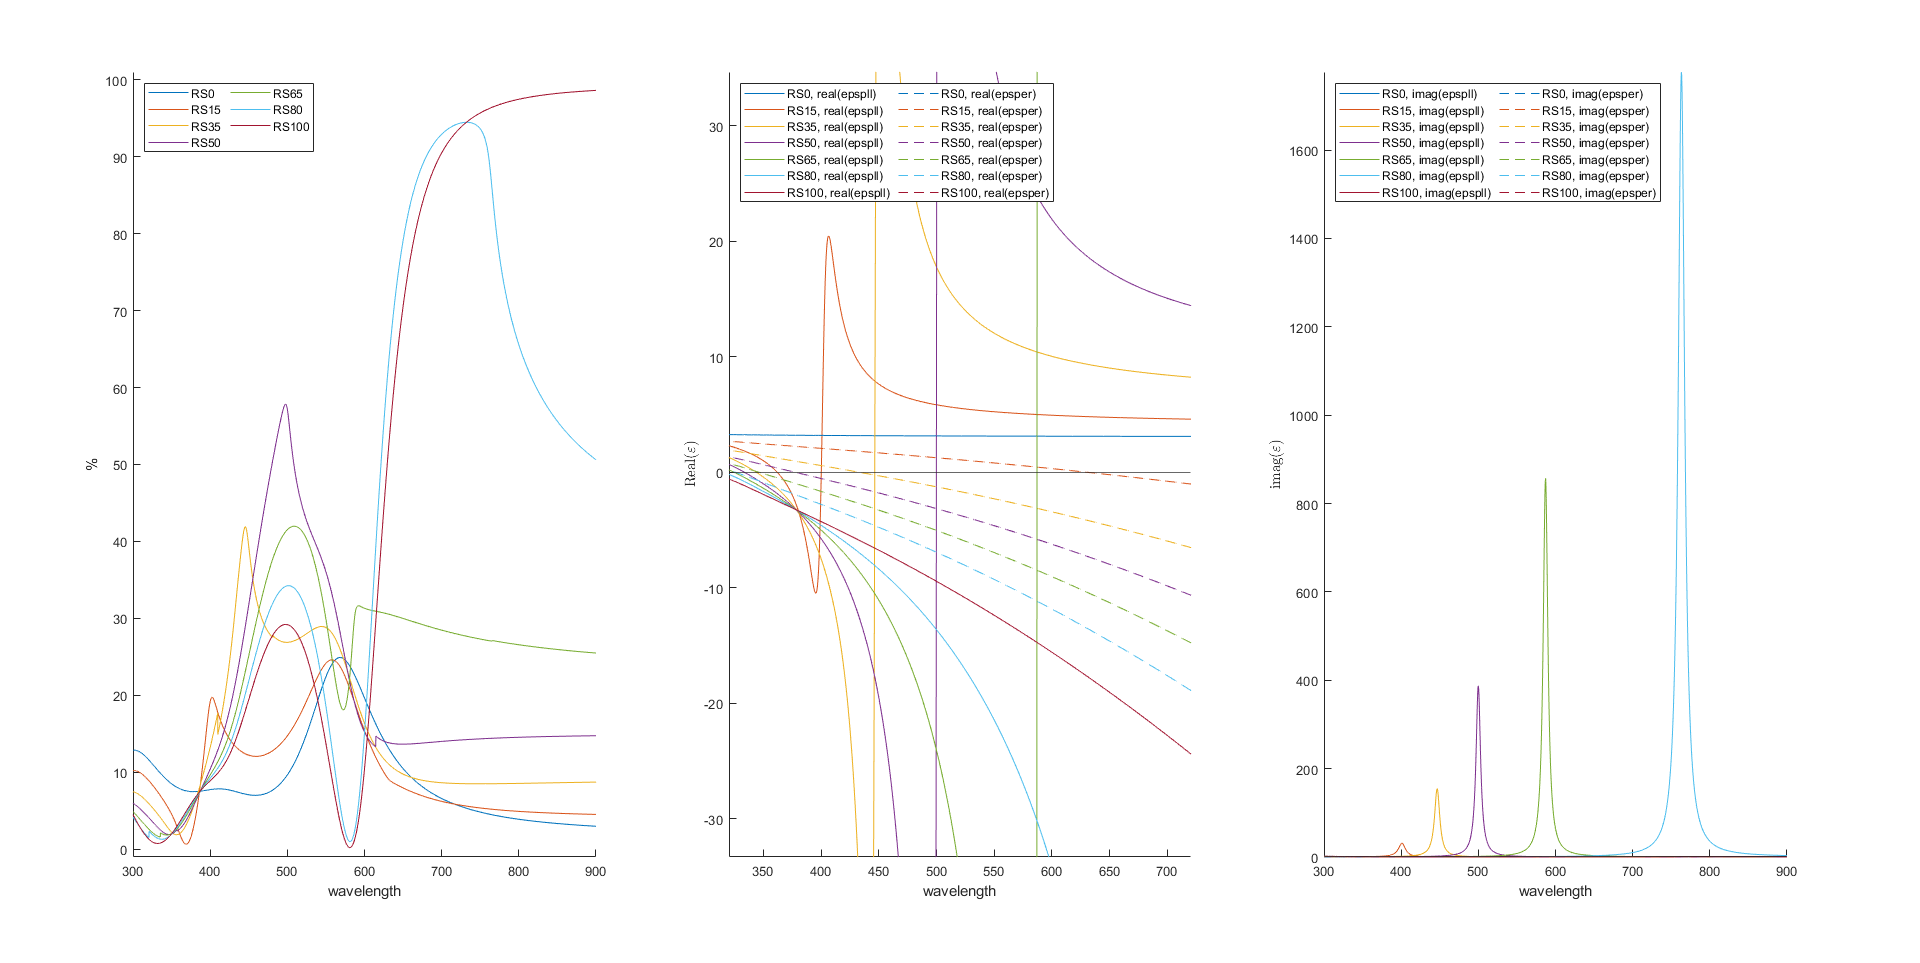 100
90
80
70
60
50
40
30
20
10
0
%
300 400 500 600 700 800 900
wavelength
RS0 RS65
RS15 RS80
RS35 RS100
RS50
30
20
10
0
-10
-20
-30
Real(ε)
350 400 450 500 550 600 650 700
wavelength
RS0, real(epspll) RS0, real(epsper)
RS15, real(epspll) RS15, real(epsper)
RS35, real(epspll) RS35, real(epsper)
RS50, real(epspll) RS50, real(epsper)
RS65, real(epspll) RS65, real(epsper)
RS80, real(epspll) RS80, real(epsper)
RS100, real(epspll) RS100, real(epsper)
1600
1400
1200
1000
800
600
400
200
0
imag(ε)
300 400 500 600 700 800 900
wavelength
RS0, imag(epspll) RS0, imag(epsper)
RS15, imag(epspll) RS15, imag(epsper)
RS35, imag(epspll) RS35, imag(epsper)
RS50, imag(epspll) RS50, imag(epsper)
RS65, imag(epspll) RS65, imag(epsper)
RS80, imag(epspll) RS80, imag(epsper)
RS100, imag(epspll) RS100, imag(epsper)